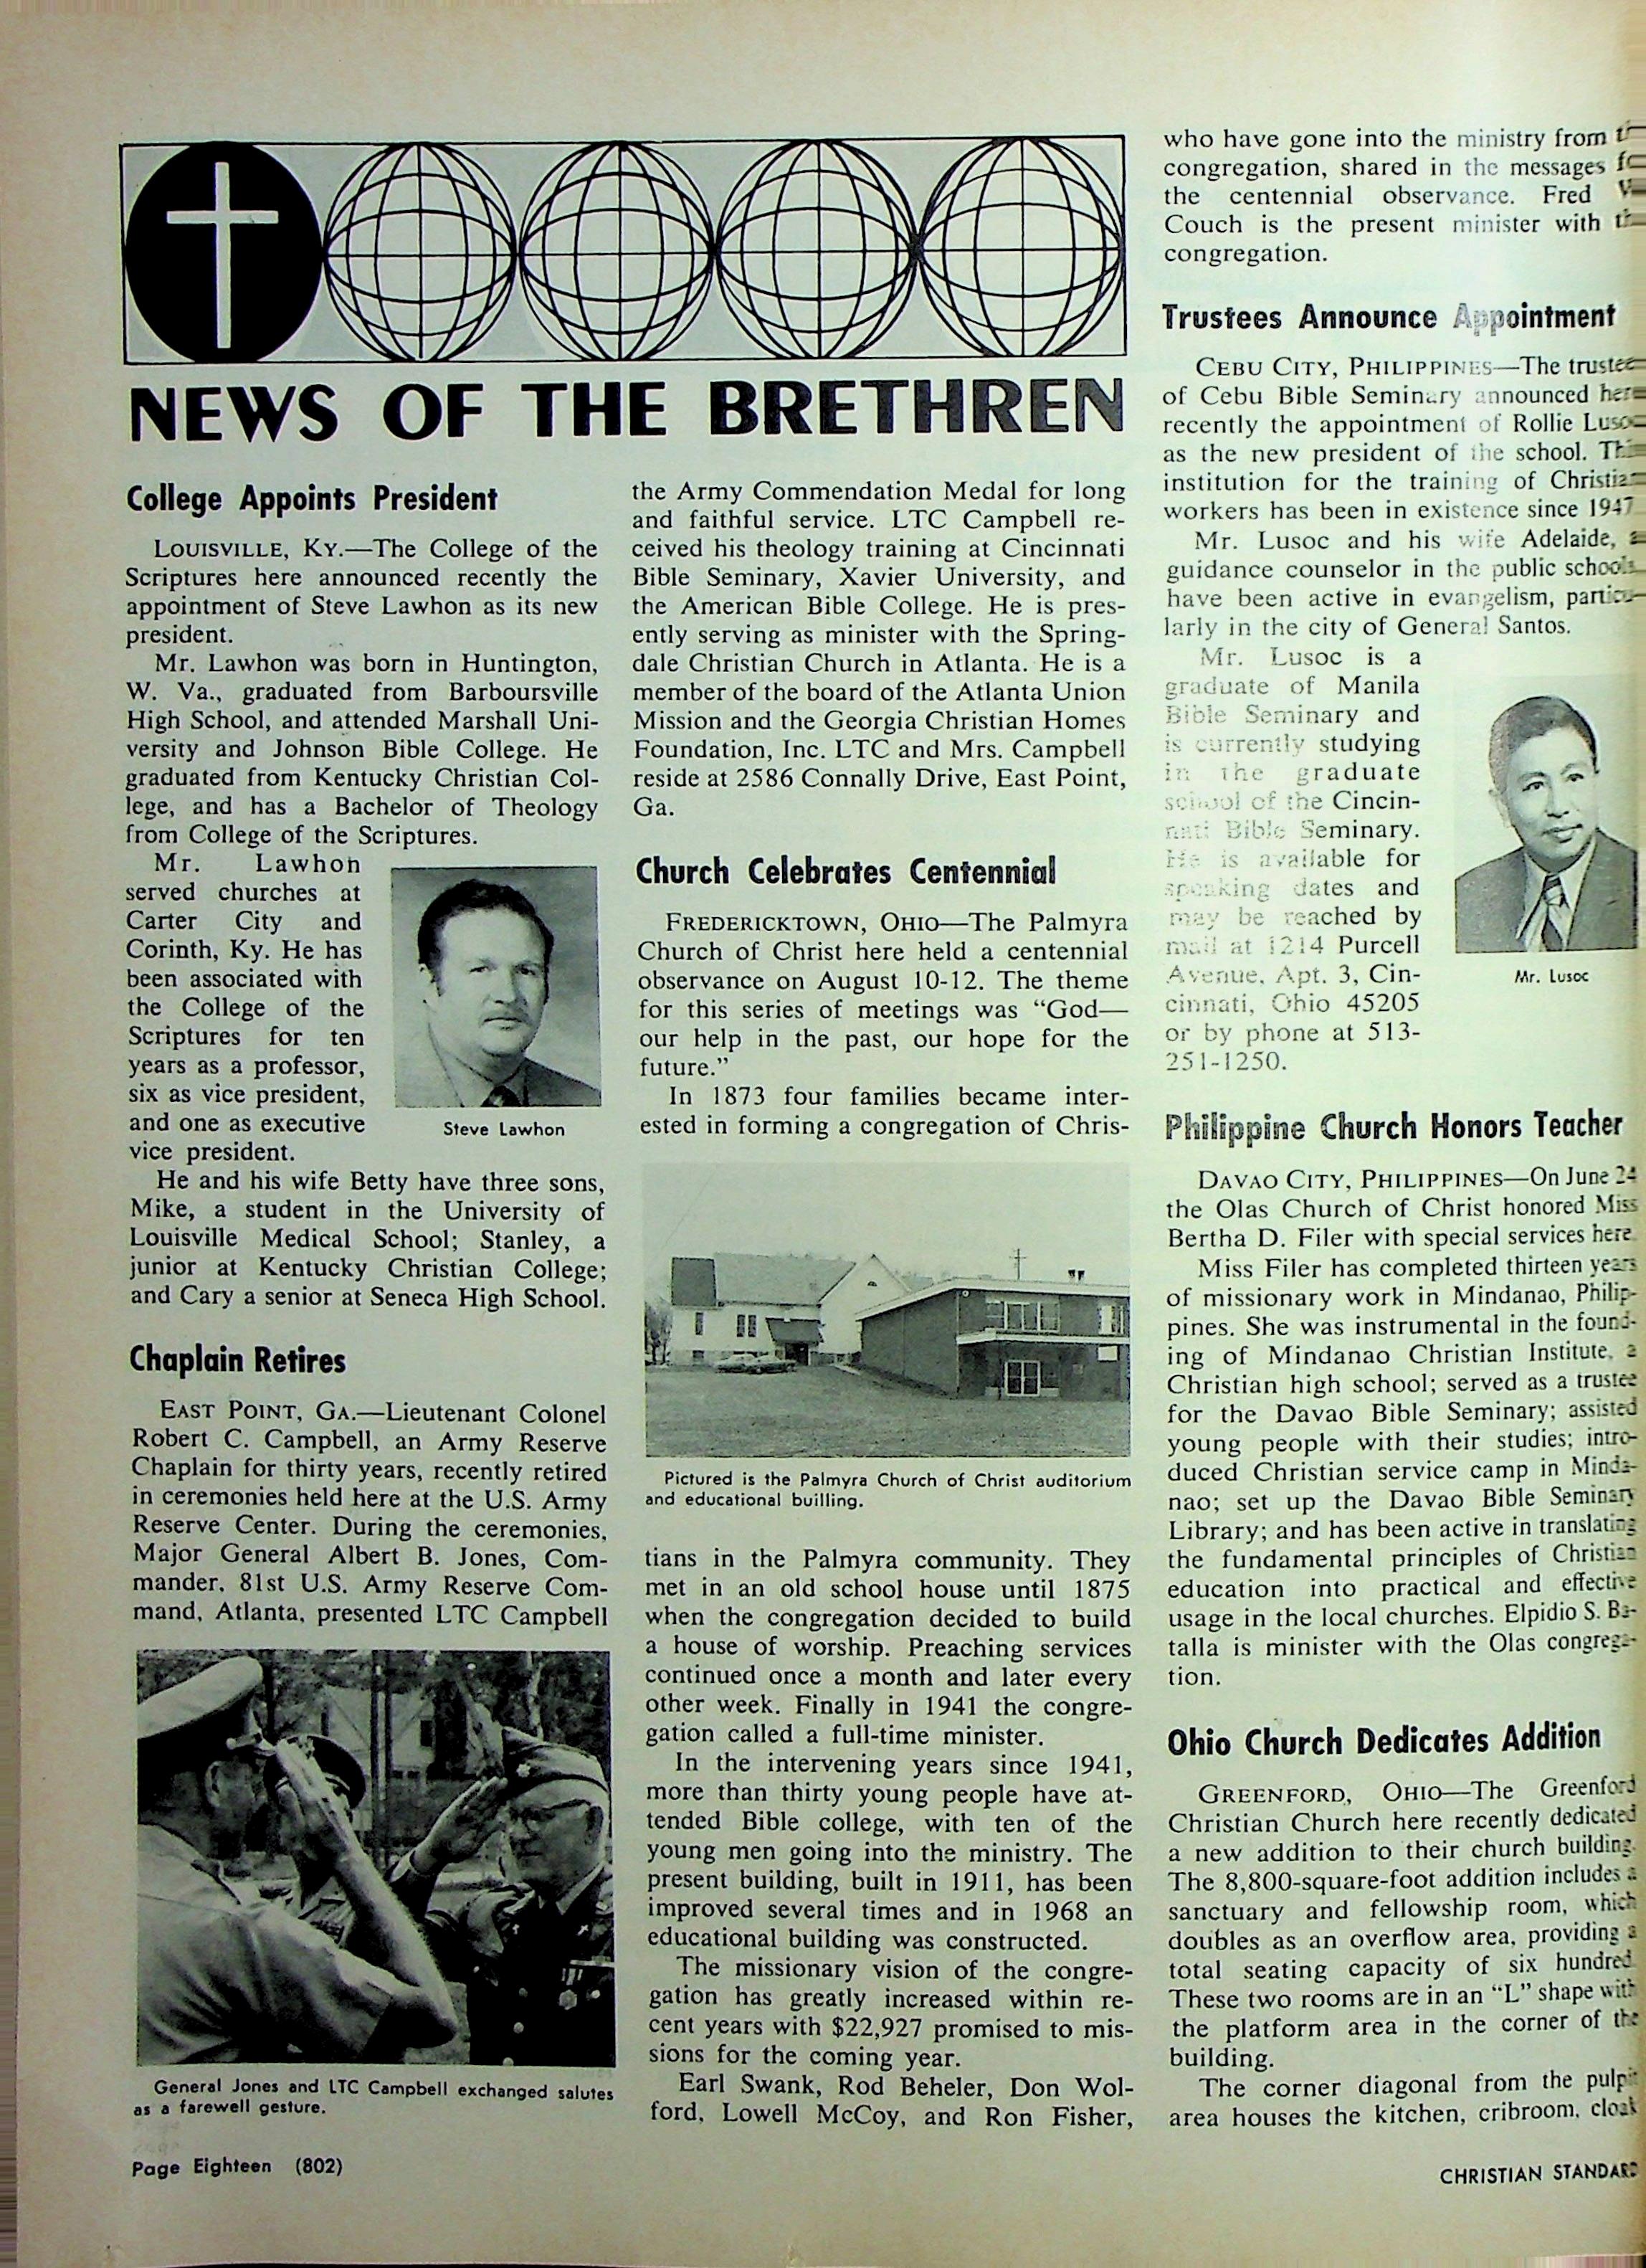 NEWS OF THE BRETHREN
College Appoints President
LOUISVILLE, KY.—The College of the
Scriptures here announced recently the
appointment of Steve Lawhon as its new
president.
Mr. Lawhon was born in Huntington,
W. Va., graduated from Barboursville
High School, and attended Marshall Uni-
versity and Johnson Bible College. He
graduated from Kentucky Christian Col-
lege, and has a Bachelor of Theology
from College of the Scriptures.
Mr. Lawhon
served churches at
Carter City and
Corinth, Ky. He has
been associated with
the College of the
Scriptures for ten
years as a professor,
six as vice president,
and one as executive
vice president.
Steve Lawhon
He and his wife Betty have three sons,
Mike, a student in the University of
Louisville Medical School; Stanley, a
junior at Kentucky Christian College;
and Cary a senior at Seneca High School.
Chaplain Retires
EAST POINT, GA.—Lieutenant Colonel
Robert C. Campbell, an Army Reserve
Chaplain for thirty years, recently retired
in ceremonies held here at the U.S. Army
Reserve Center. During the ceremonies,
Major General Albert B. Jones, Com-
mander, 81st U.S. Army Reserve Com-
mand, Atlanta, presented LTC Campbell
General Jones and LTC Campbell exchanged salutes
as a farewell gesture.
the Army Commendation Medal for long
and faithful service. LTC Campbell re-
ceived his theology training at Cincinnati
Bible Seminary, Xavier University, and
the American Bible College. He is pres-
ently serving as minister with the Spring-
dale Christian Church in Atlanta. He is a
member of the board of the Atlanta Union
Mission and the Georgia Christian Homes
Foundation, Inc. LTC and Mrs. Campbell
reside at 2586 Connally Drive, East Point,
Ga.
Church Celebrates Centennial
FREDERICKTOWN, OHIO—The Palmyra
Church of Christ here held a centennial
observance on August 10-12. The theme
for this series of meetings was “God—
our help in the past, our hope for the
future.”
In 1873 four families became inter-
ested in forming a congregation of Chris-
Pictured is the Palmyra Church of Christ auditorium
and educational builling.
tians in the Palmyra community. They
met in an old school house until 1875
when the congregation decided to build
a house of worship. Preaching services
continued once a month and later every
other week. Finally in 1941 the congre-
gation called a full-time minister.
In the intervening years since 1941,
more than thirty young people have at-
tended Bible college, with ten of the
young men going into the ministry. The
present building, built in 1911, has been
improved several times and in 1968 an
educational building was constructed.
The missionary vision of the congre-
gation has greatly increased within re-
cent years with $22,927 promised to mis-
sions for the coming year.
Earl Swank, Rod Beheler, Don Wol-
ford, Lowell McCoy, and Ron Fisher,
who have gone into the ministry from
congregation, shared in the messages
the centennial observance. Fred
Couch is the present minister with
congregation.
Trustees Announce Appointment
CEBU CITY, PHILIPPINES—The trustee
of Cebu Bible Seminary announced here
recently the appointment of Rollie Lusoc
as the new president of the school.
institution for the training of Christian
workers has been in existence since 1947
Mr. Lusoc and his wife Adelaide, a
guidance counselor in the public schools
have been active in evangelism, particu-
larly in the city of General Santos.
Mr. Lusoc is a
graduate of Manila
Bible Seminary and
is currently studying
in the graduate
school of the Cincin-
nati Bible Seminary.
He is available for
speaking dates and
may be reached by
mail at 1214 Purcell
Avenue, Apt. 3, Cin-
cinnati, Ohio 45205
or by phone at 513-
251-1250.
Mr. Lusoc
Philippine Church Honors Teacher
DAVAO CITY, PHILIPPINES—On June 24
the Olas Church of Christ honored Miss
Bertha D. Filer with special services here.
Miss Filer has completed thirteen years
of missionary work in Mindanao, Philip-
pines. She was instrumental in the found-
ing of Mindanao Christian Institute, a
Christian high school; served as a trustee
for the Davao Bible Seminary; assisted
young people with their studies; intro-
duced Christian service camp in Minda-
nao; set up the Davao Bible Seminary
Library; and has been active in translating
the fundamental principles of Christian
education into practical and effective
usage in the local churches. Elpidio S. Ba-
talla is minister with the Olas congrega-
tion.
Ohio Church Dedicates Addition
GREENFORD, OHIO—The Greenford
Christian Church here recently dedicated
a new addition to their church building.
The 8,800-square-foot addition includes a
sanctuary and fellowship room, which
doubles as an overflow area, providing a
total seating capacity of six hundred.
These two rooms are in an “L” shape with
the platform area in the corner of the
building.
The corner diagonal from the pulpit
area houses the kitchen, cribroom, cloak
Page Eighteen (802)
CHRISTIAN STANDARD